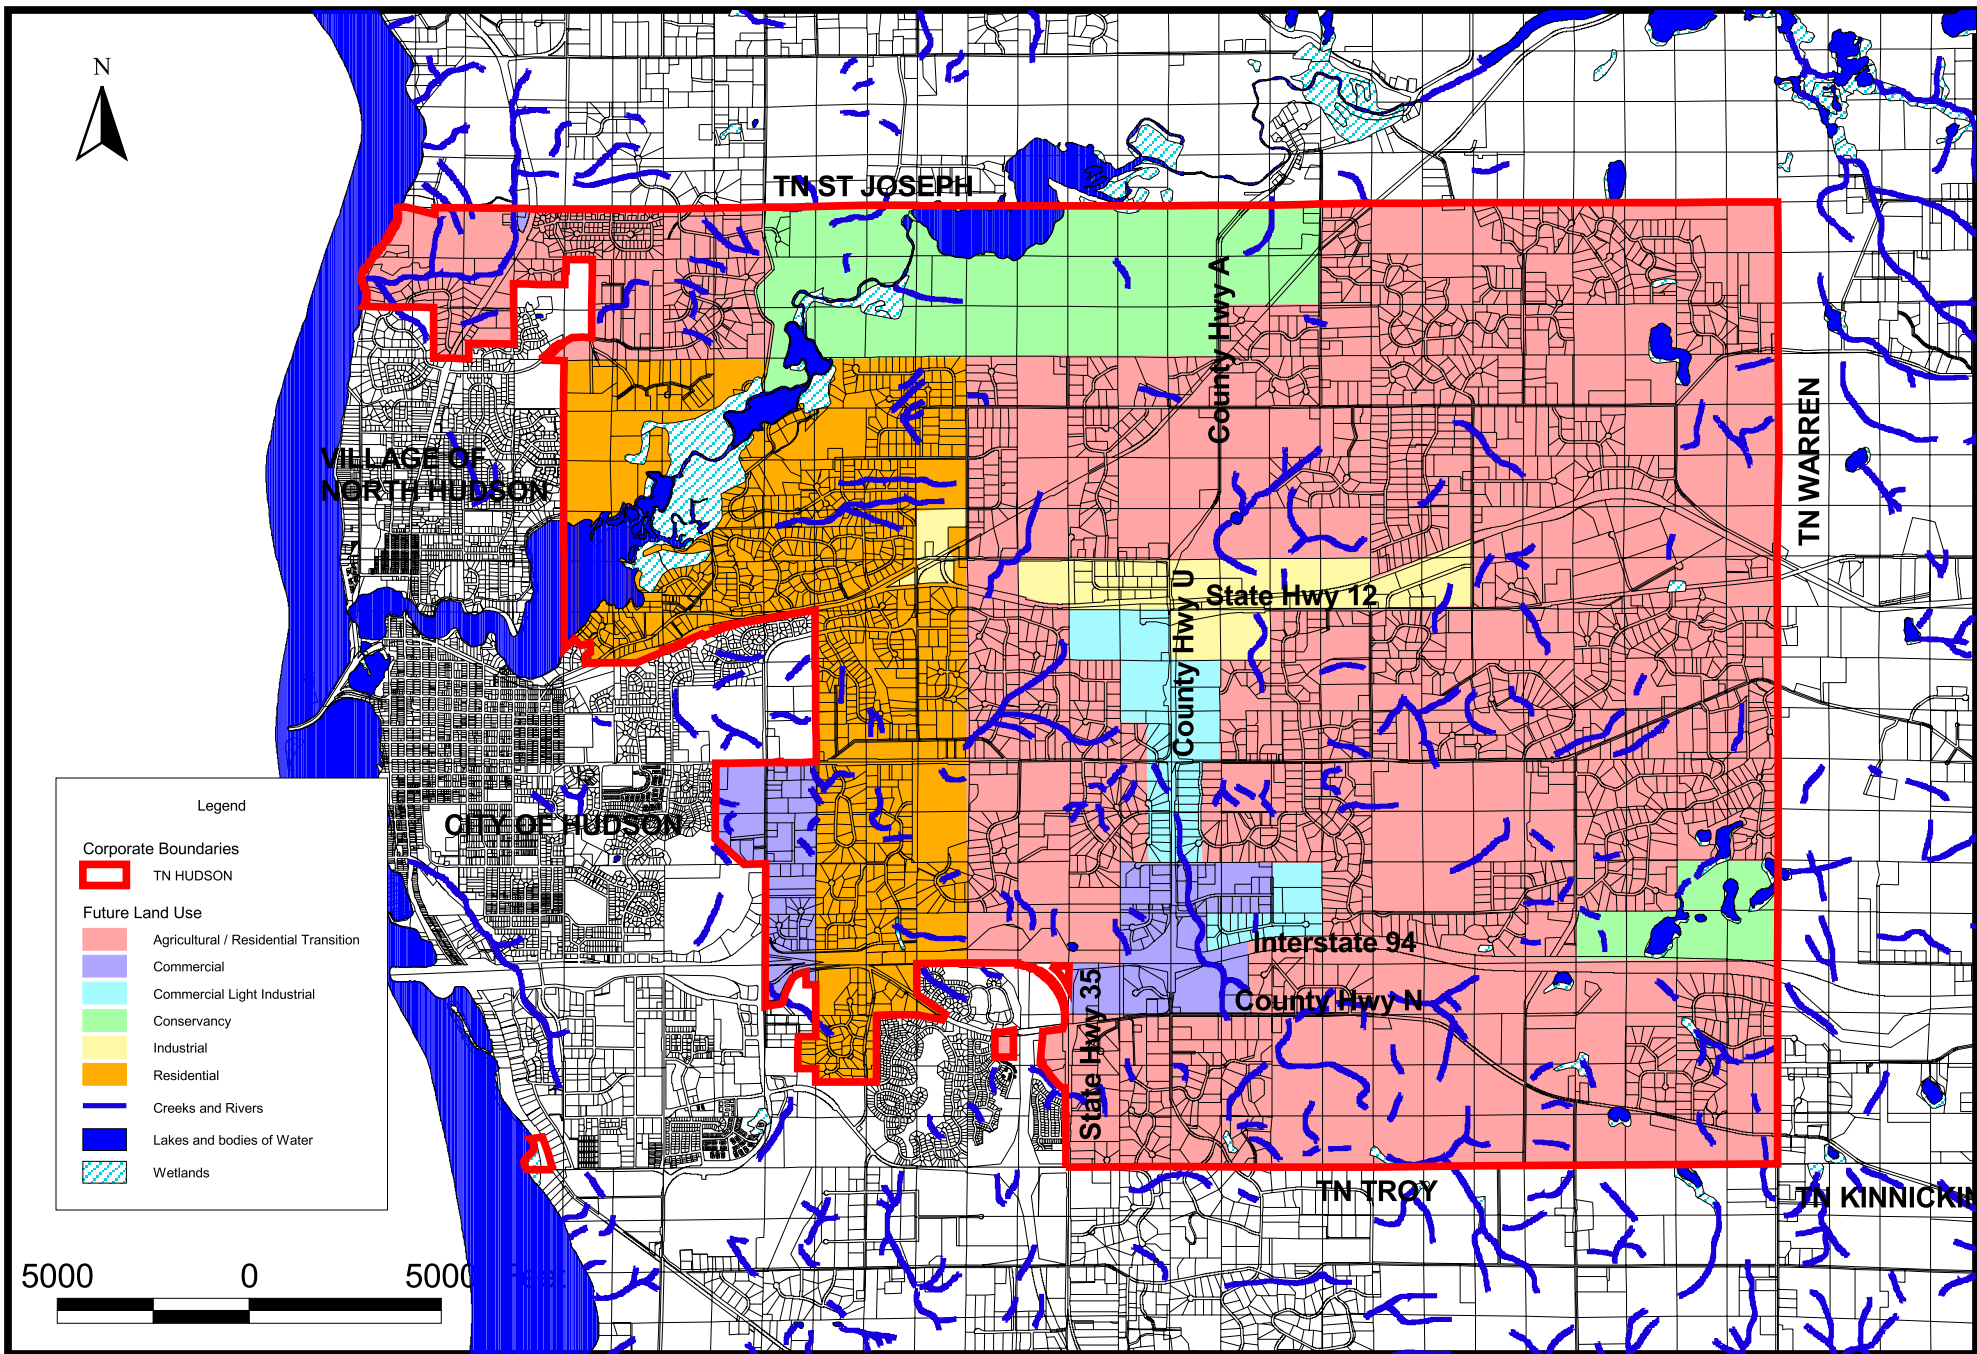 N
TN ST JOSEPH
County Hwy A
TN WARREN
VILLAGE OF
NORTH HUDSON
State Hwy 12
County Hwy U
CITY OF HUDSON
Interstate 94
County Hwy N
State Hwy 35
TN TROY
TN KINNICKIN
Legend
Corporate Boundaries
TN HUDSON
Future Land Use
Agricultural / Residential Transition
Commercial
Commercial Light Industrial
Conservancy
Industrial
Residential
Creeks and Rivers
Lakes and bodies of Water
Wetlands
5000 0 5000 Feet